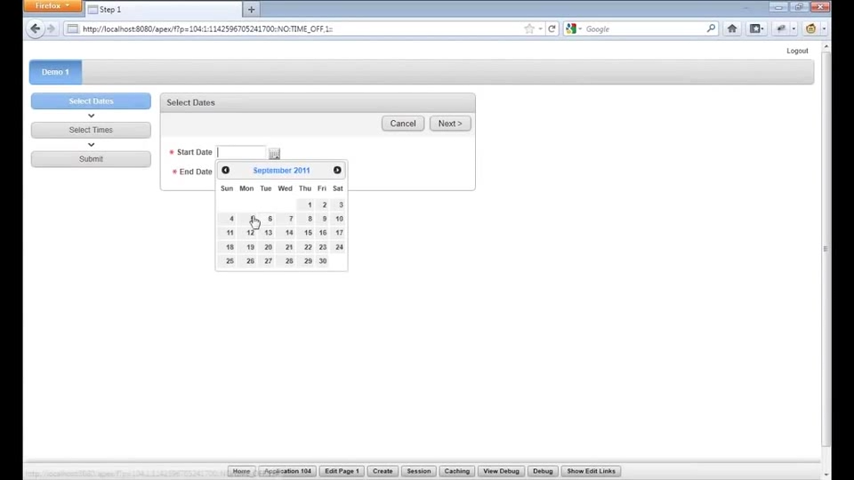 Firefox
Step 1
http://localhost:8080/apex/f?p=104:1:1142596705241700::NO:TIME_OFF,1::
Google
Logout
Demo 1
Select Dates
Select Times
Submit
Select Dates
Cancel
Next >
* Start Date
* End Date
September 2011
Sun Mon Tue Wed Thu Fri Sat
1 2 3
4 5 6 7 8 9 10
11 12 13 14 15 16 17
18 19 20 21 22 23 24
25 26 27 28 29 30
Home Application 104 Edit Page 1 Create Session Caching View Debug Debug Show Edit Links